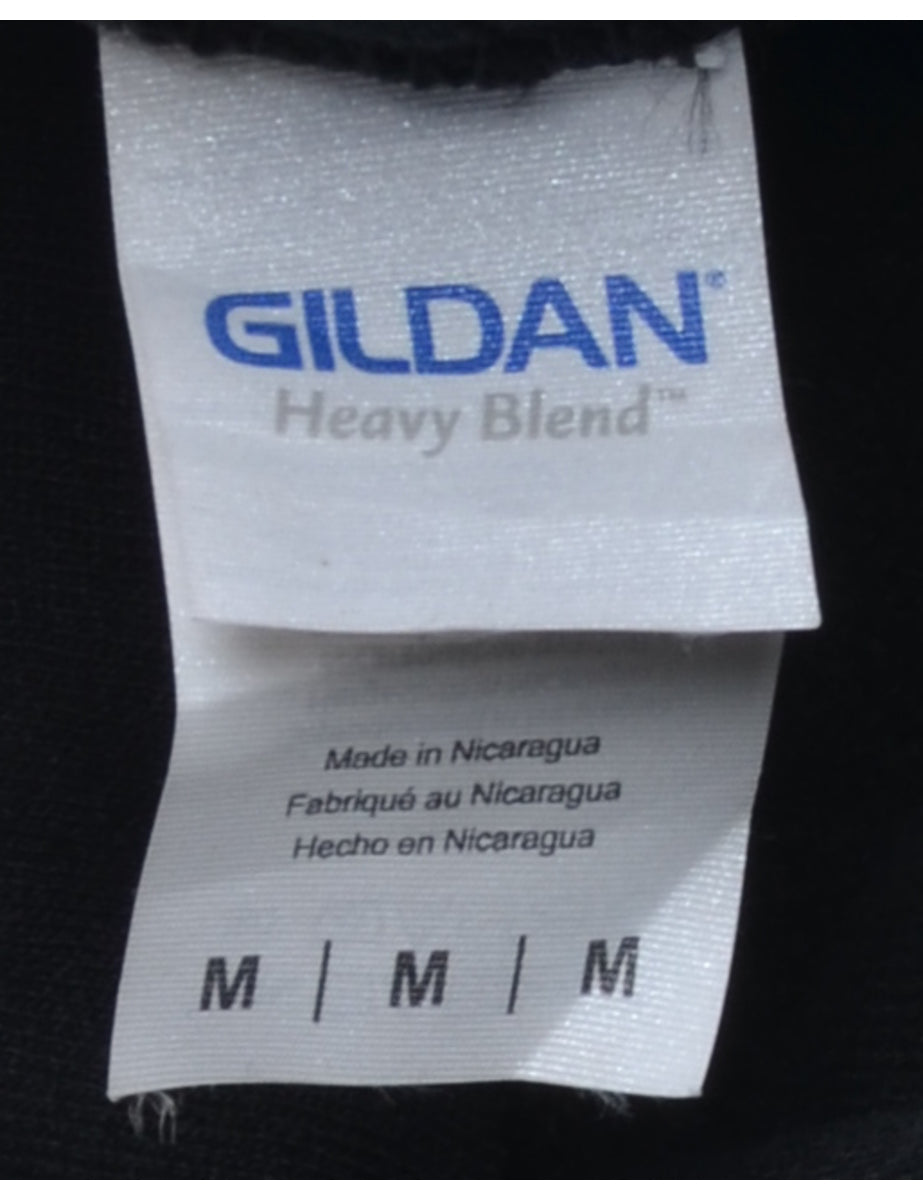 GILDAN®
Heavy Blend™
Made in Nicaragua
Fabriqué au Nicaragua
Hecho en Nicaragua
M | M | M